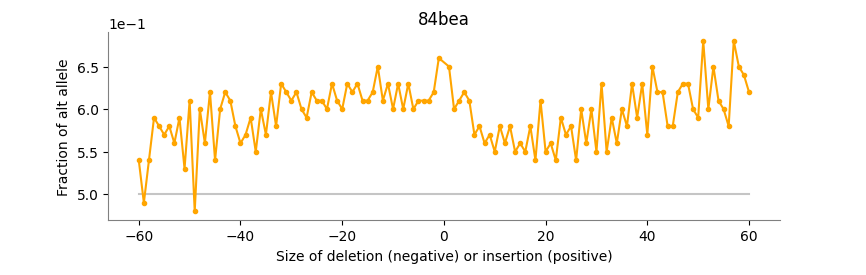 84bea
1e−1
6.5
6.0
5.5
5.0
Fraction of alt allele
−60 −40 −20 0 20 40 60
Size of deletion (negative) or insertion (positive)